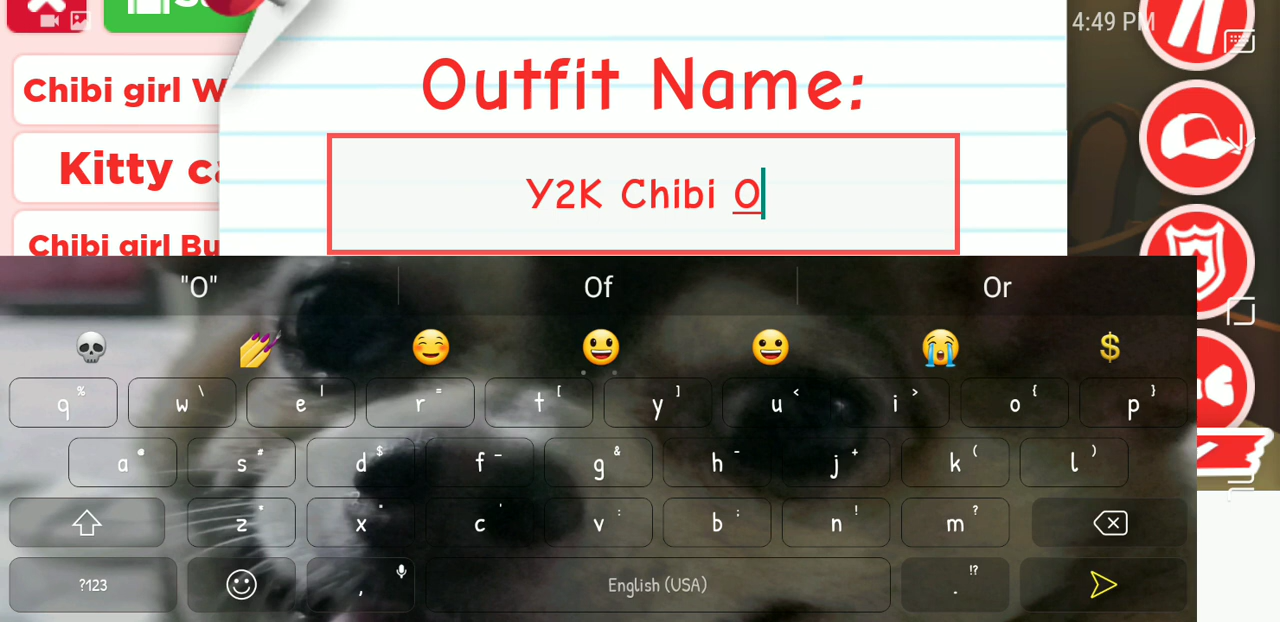 4:49 PM
Chibi girl W
Kitty ca
Chibi girl Bu
Outfit Name:
Y2K Chibi O
"O" Of Or
q % w \ e | r = t [ y ] u < i > o { p }
a @ s # d $ f _ g & h - j + k ( l )
z * x " c ' v : b ; n ! m ?
?123 , English (USA) . !?